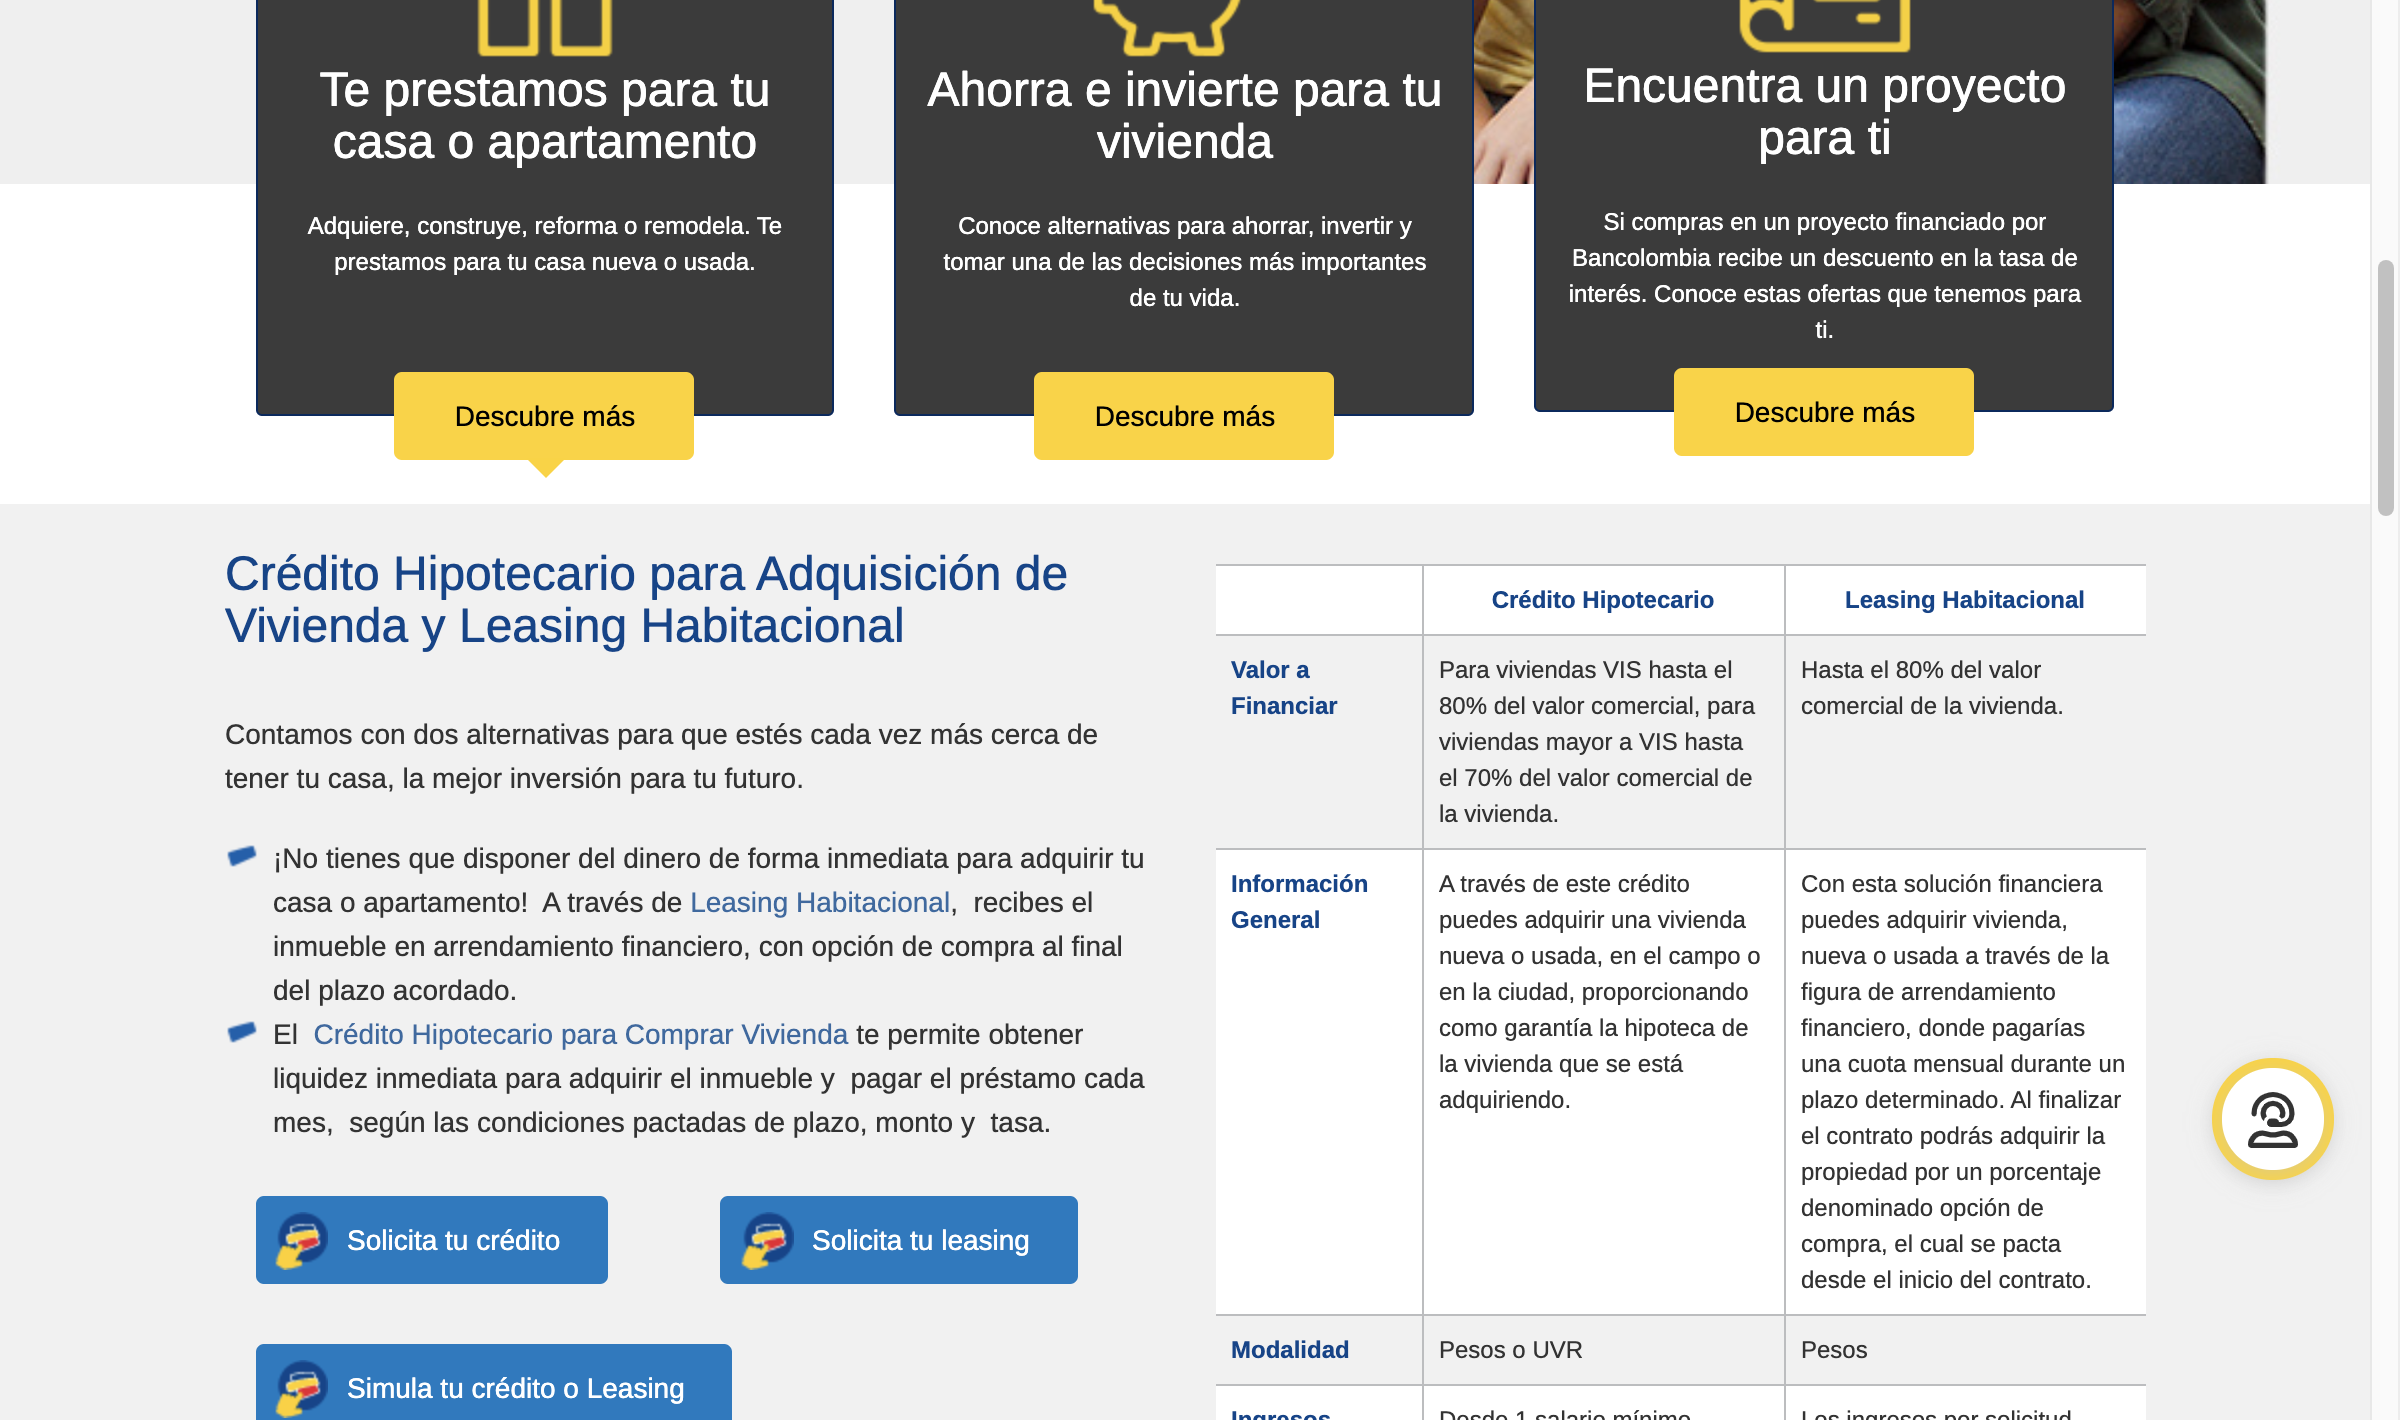 Te prestamos para tu
casa o apartamento
Adquiere, construye, reforma o remodela. Te
prestamos para tu casa nueva o usada.
Descubre más
Ahorra e invierte para tu
vivienda
Conoce alternativas para ahorrar, invertir y
tomar una de las decisiones más importantes
de tu vida.
Descubre más
Encuentra un proyecto
para ti
Si compras en un proyecto financiado por
Bancolombia recibe un descuento en la tasa de
interés. Conoce estas ofertas que tenemos para
ti.
Descubre más
Crédito Hipotecario para Adquisición de
Vivienda y Leasing Habitacional
Contamos con dos alternativas para que estés cada vez más cerca de
tener tu casa, la mejor inversión para tu futuro.
¡No tienes que disponer del dinero de forma inmediata para adquirir tu
casa o apartamento!  A través de Leasing Habitacional,  recibes el
inmueble en arrendamiento financiero, con opción de compra al final
del plazo acordado.
El  Crédito Hipotecario para Comprar Vivienda te permite obtener
liquidez inmediata para adquirir el inmueble y  pagar el préstamo cada
mes,  según las condiciones pactadas de plazo, monto y  tasa.
Solicita tu crédito
Solicita tu leasing
Simula tu crédito o Leasing
Crédito Hipotecario
Leasing Habitacional
Valor a
Financiar
Para viviendas VIS hasta el
80% del valor comercial, para
viviendas mayor a VIS hasta
el 70% del valor comercial de
la vivienda.
Hasta el 80% del valor
comercial de la vivienda.
Información
General
A través de este crédito
puedes adquirir una vivienda
nueva o usada, en el campo o
en la ciudad, proporcionando
como garantía la hipoteca de
la vivienda que se está
adquiriendo.
Con esta solución financiera
puedes adquirir vivienda,
nueva o usada a través de la
figura de arrendamiento
financiero, donde pagarías
una cuota mensual durante un
plazo determinado. Al finalizar
el contrato podrás adquirir la
propiedad por un porcentaje
denominado opción de
compra, el cual se pacta
desde el inicio del contrato.
Modalidad
Pesos o UVR
Pesos
Ingresos
Desde 1 salario mínimo
Los ingresos por solicitud